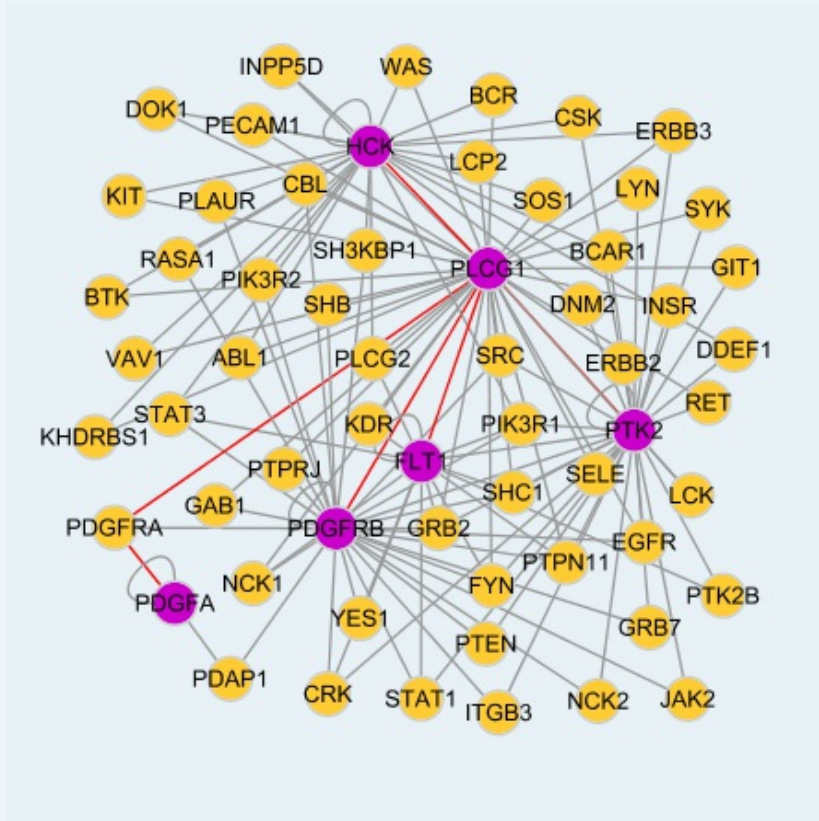 INPP5D
WAS
BCR
DOK1
PECAM1
CSK
ERBB3
HCK
LCP2
KIT
PLAUR
CBL
SOS1
LYN
SYK
RASA1
SH3KBP1
BCAR1
PLCG1
GIT1
BTK
PIK3R2
SHB
DNM2
INSR
VAV1
ABL1
PLCG2
SRC
ERBB2
DDEF1
KHDRBS1
STAT3
KDR
PIK3R1
RET
PTK2
PTPRJ
FLT1
SELE
GAB1
SHC1
LCK
PDGFRA
PDGFRB
GRB2
EGFR
PTPN11
NCK1
FYN
PTK2B
PDGFA
YES1
GRB7
PTEN
PDAP1
CRK
STAT1
ITGB3
NCK2
JAK2